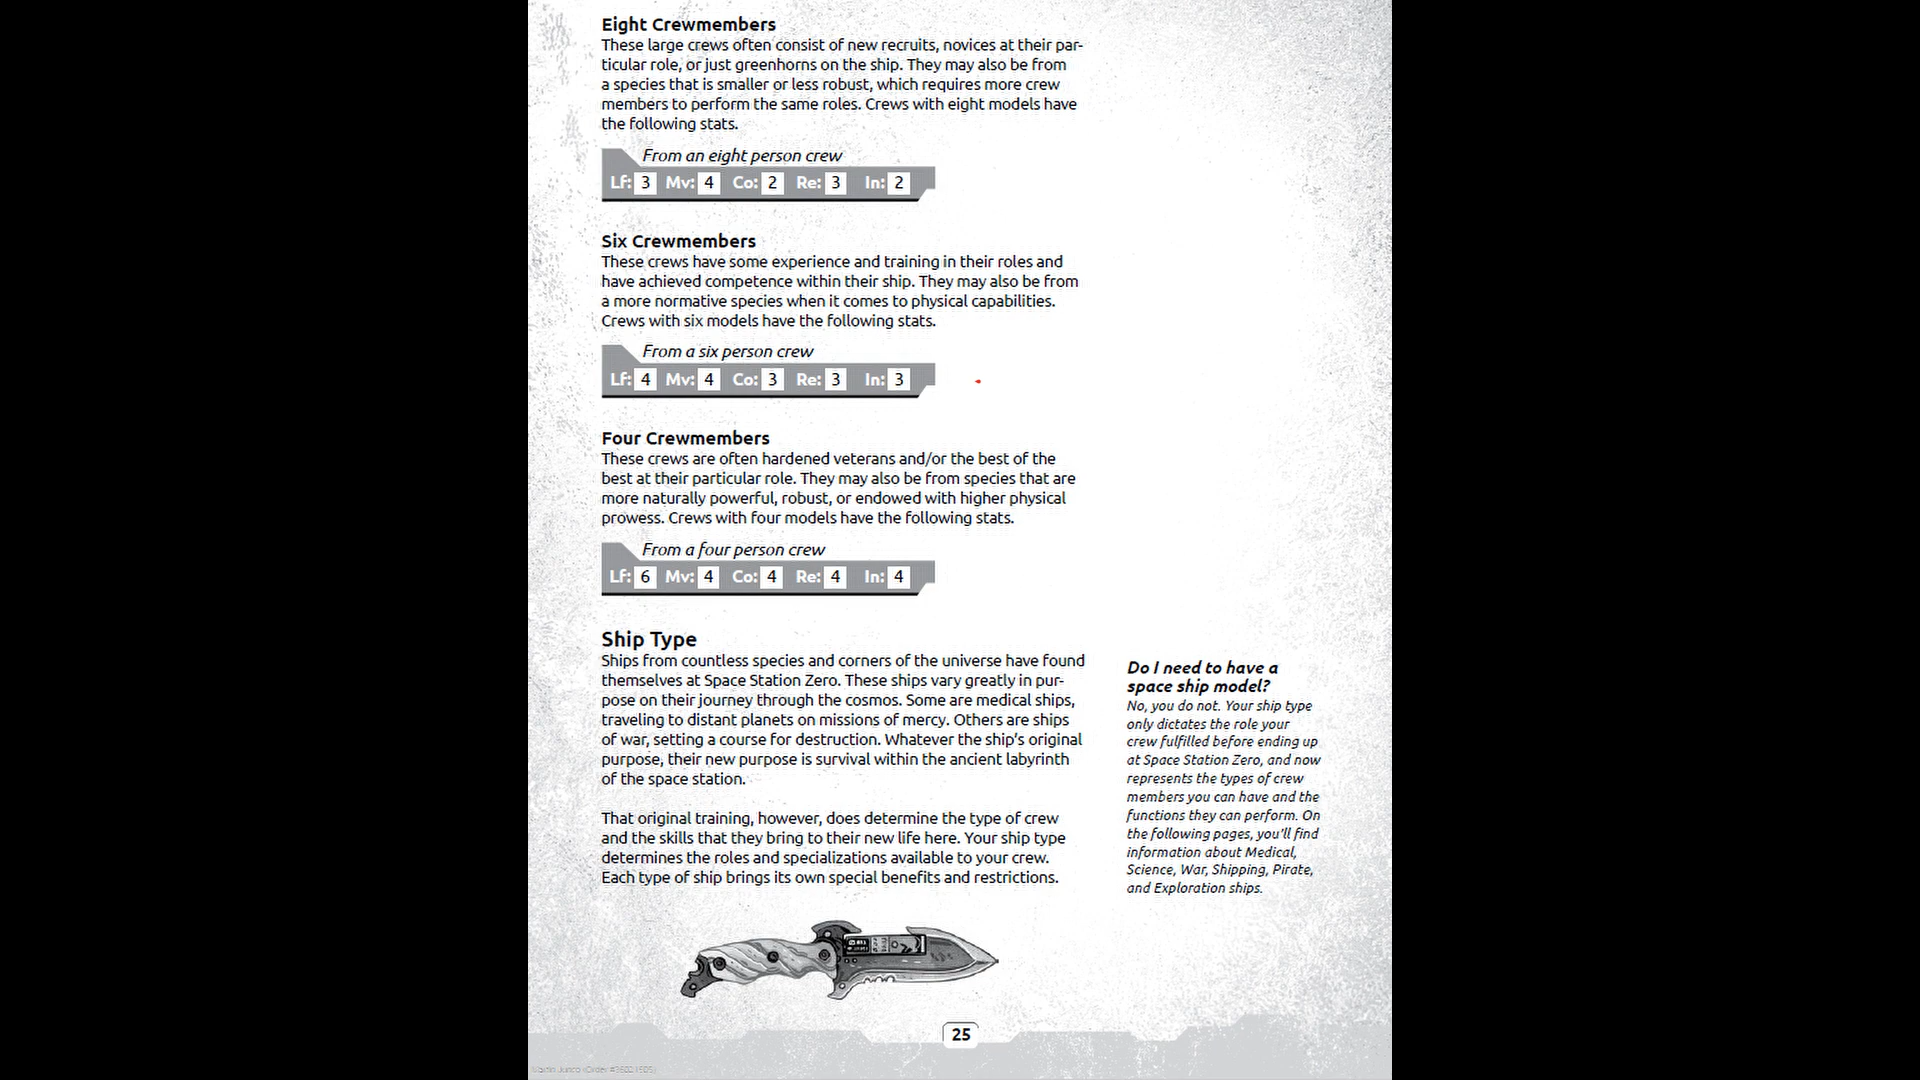 Eight Crewmembers
These large crews often consist of new recruits, novices at their par-
ticular role, or just greenhorns on the ship. They may also be from
a species that is smaller or less robust, which requires more crew
members to perform the same roles. Crews with eight models have
the following stats.
From an eight person crew
Lf: 3 Mv: 4 Co: 2 Re: 3 In: 2
Six Crewmembers
These crews have some experience and training in their roles and
have achieved competence within their ship. They may also be from
a more normative species when it comes to physical capabilities.
Crews with six models have the following stats.
From a six person crew
Lf: 4 Mv: 4 Co: 3 Re: 3 In: 3
Four Crewmembers
These crews are often hardened veterans and/or the best of the
best at their particular role. They may also be from species that are
more naturally powerful, robust, or endowed with higher physical
prowess. Crews with four models have the following stats.
From a four person crew
Lf: 6 Mv: 4 Co: 4 Re: 4 In: 4
Ship Type
Ships from countless species and corners of the universe have found
themselves at Space Station Zero. These ships vary greatly in pur-
pose on their journey through the cosmos. Some are medical ships,
traveling to distant planets on missions of mercy. Others are ships
of war, setting a course for destruction. Whatever the ship's original
purpose, their new purpose is survival within the ancient labyrinth
of the space station.
That original training, however, does determine the type of crew
and the skills that they bring to their new life here. Your ship type
determines the roles and specializations available to your crew.
Each type of ship brings its own special benefits and restrictions.
Do I need to have a
space ship model?
No, you do not. Your ship type
only dictates the role your
crew fulfilled before ending up
at Space Station Zero, and now
represents the types of crew
members you can have and the
functions they can perform. On
the following pages, you'll find
information about Medical,
Science, War, Shipping, Pirate,
and Exploration ships.
25